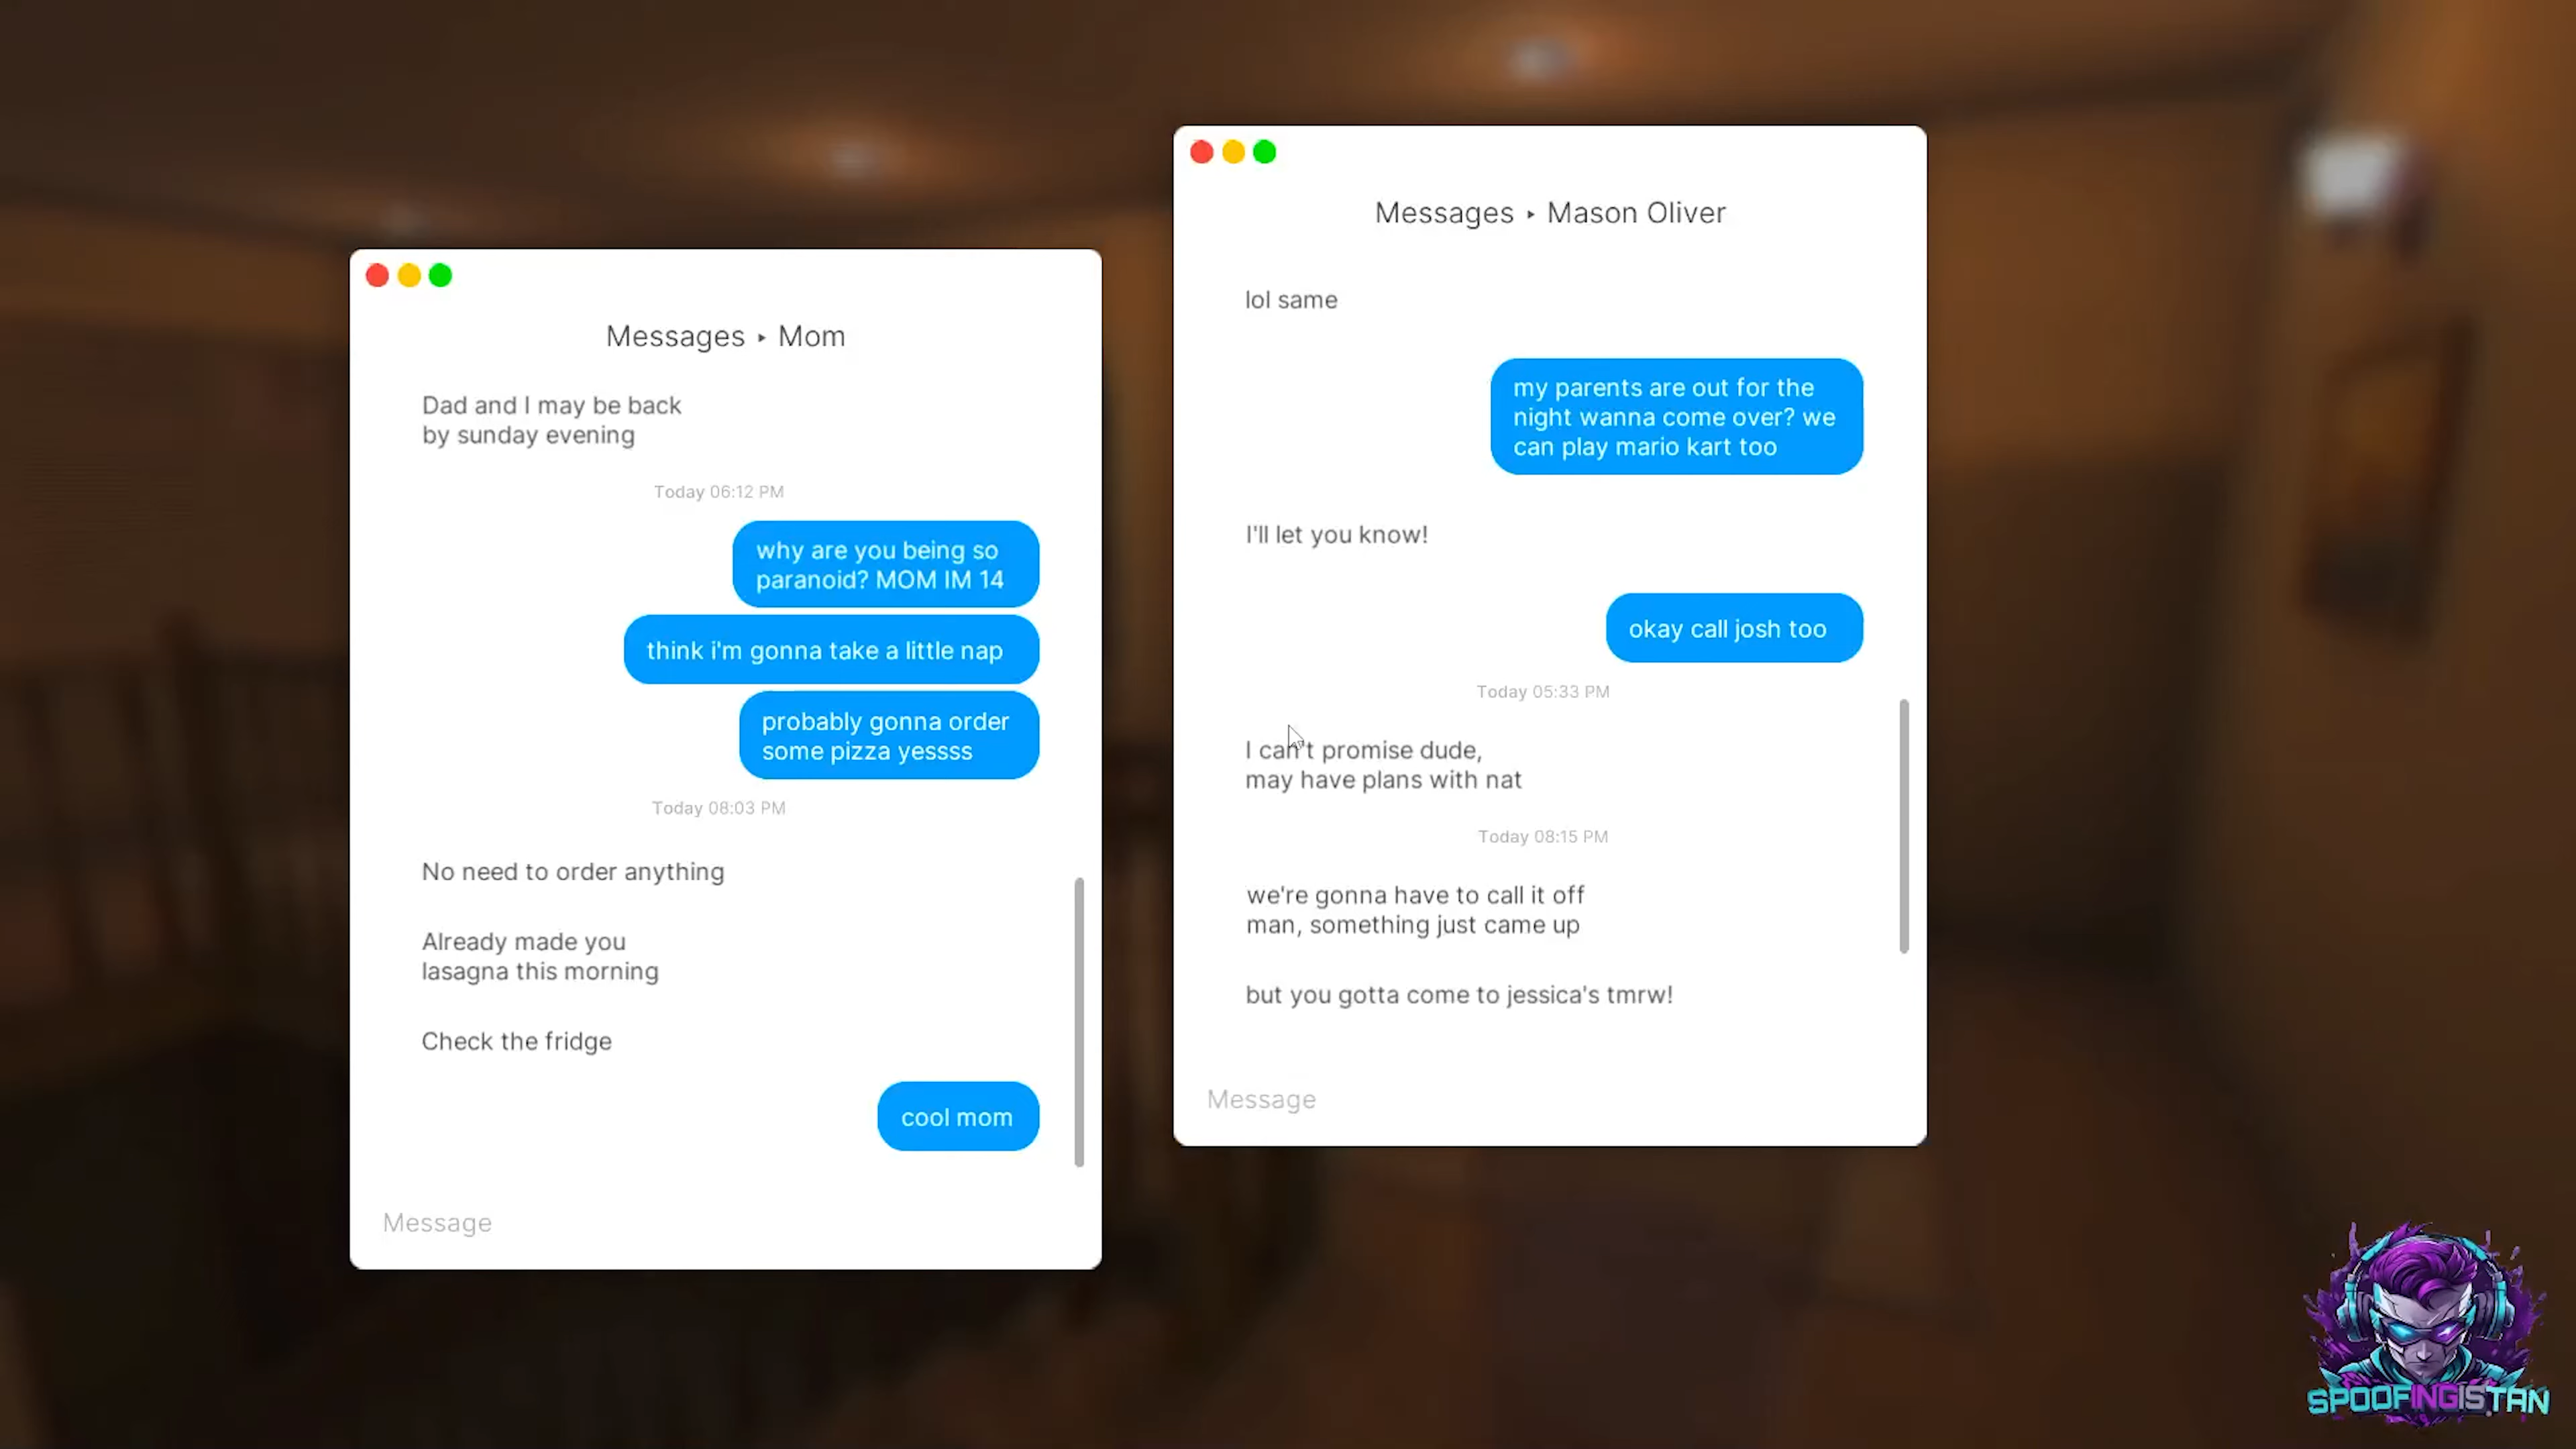 Messages ▸ Mom
Dad and I may be back
by sunday evening
Today 06:12 PM
why are you being so
paranoid? MOM IM 14
think i'm gonna take a little nap
probably gonna order
some pizza yessss
Today 08:03 PM
No need to order anything
Already made you
lasagna this morning
Check the fridge
cool mom
Message
Messages ▸ Mason Oliver
lol same
my parents are out for the
night wanna come over? we
can play mario kart too
I'll let you know!
okay call josh too
Today 05:33 PM
I can't promise dude,
may have plans with nat
Today 08:15 PM
we're gonna have to call it off
man, something just came up
but you gotta come to jessica's tmrw!
Message
SPOOFINGISTAN